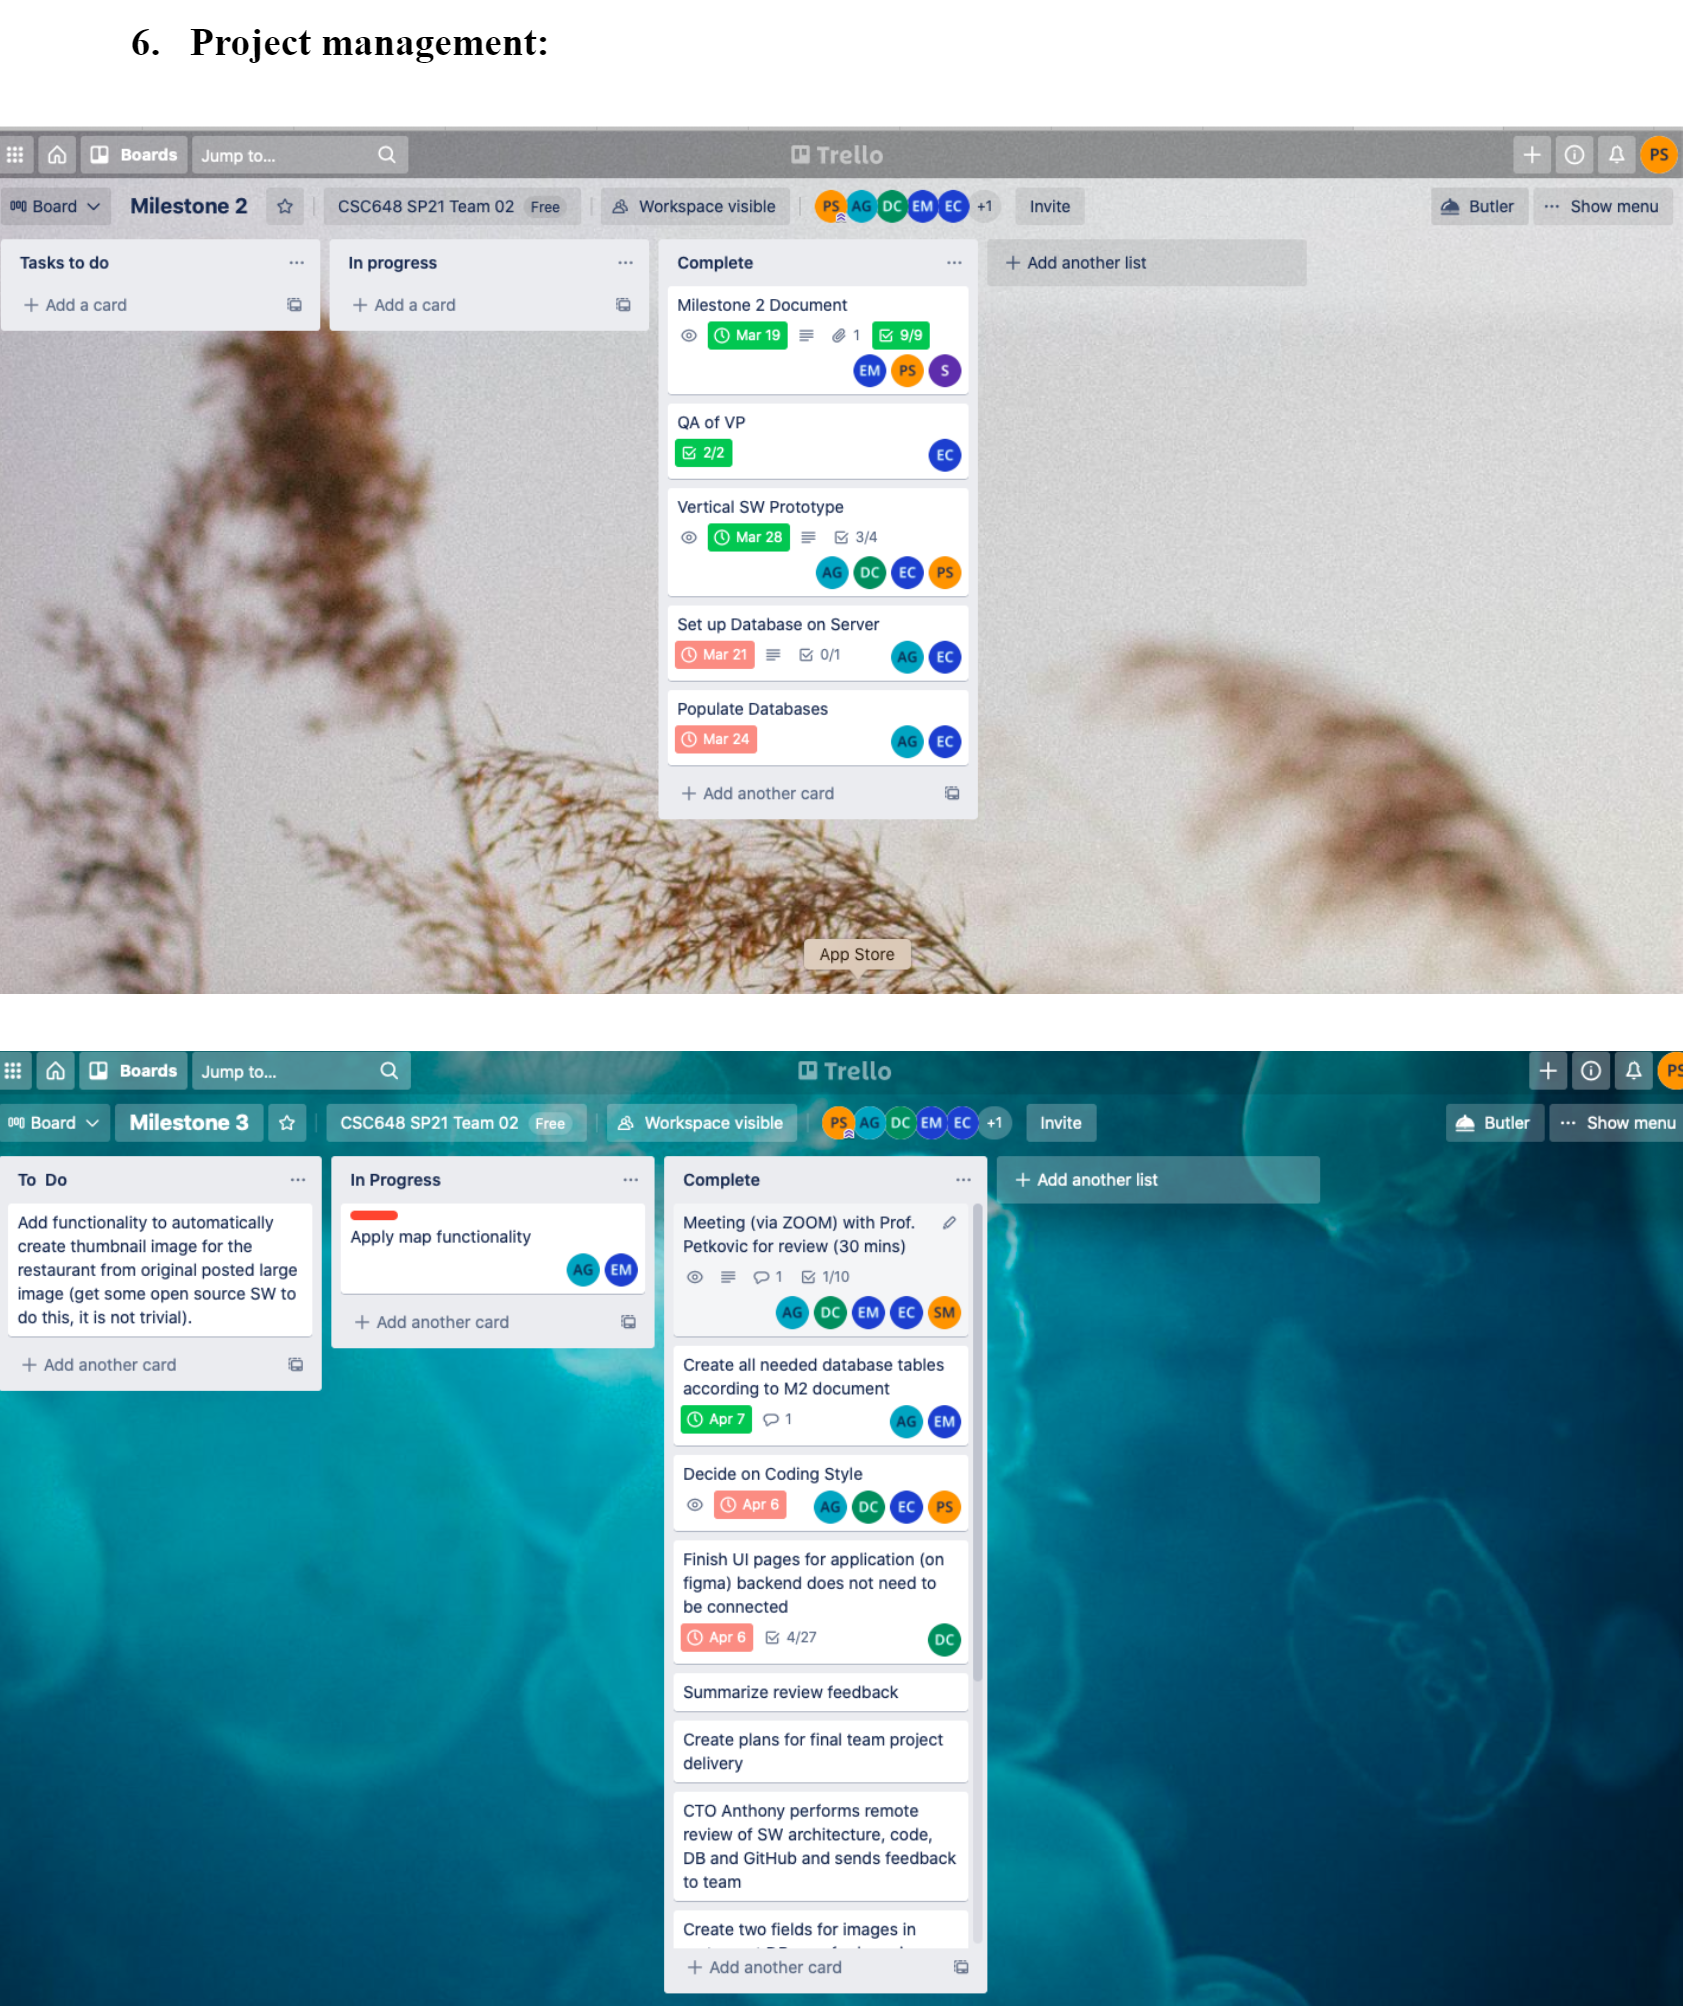 6. Project management:
Boards Jump to... Trello PS
Board Milestone 2 CSC648 SP21 Team 02 Free Workspace visible PS AG DC EM EC +1 Invite Butler ... Show menu
Tasks to do ...
+ Add a card
In progress ...
+ Add a card
Complete ...
Milestone 2 Document
Mar 19 1 9/9
EM PS S
QA of VP
2/2 EC
Vertical SW Prototype
Mar 28 3/4
AG DC EC PS
Set up Database on Server
Mar 21 0/1 AG EC
Populate Databases
Mar 24 AG EC
+ Add another card
+ Add another list
App Store
Boards Jump to... Trello PS
Board Milestone 3 CSC648 SP21 Team 02 Free Workspace visible PS AG DC EM EC +1 Invite Butler ... Show menu
To Do ...
Add functionality to automatically
create thumbnail image for the
restaurant from original posted large
image (get some open source SW to
do this, it is not trivial).
+ Add another card
In Progress ...
Apply map functionality
AG EM
+ Add another card
Complete ...
Meeting (via ZOOM) with Prof.
Petkovic for review (30 mins)
1 1/10
AG DC EM EC SM
Create all needed database tables
according to M2 document
Apr 7 1 AG EM
Decide on Coding Style
Apr 6 AG DC EC PS
Finish UI pages for application (on
figma) backend does not need to
be connected
Apr 6 4/27 DC
Summarize review feedback
Create plans for final team project
delivery
CTO Anthony performs remote
review of SW architecture, code,
DB and GitHub and sends feedback
to team
Create two fields for images in
+ Add another card
+ Add another list